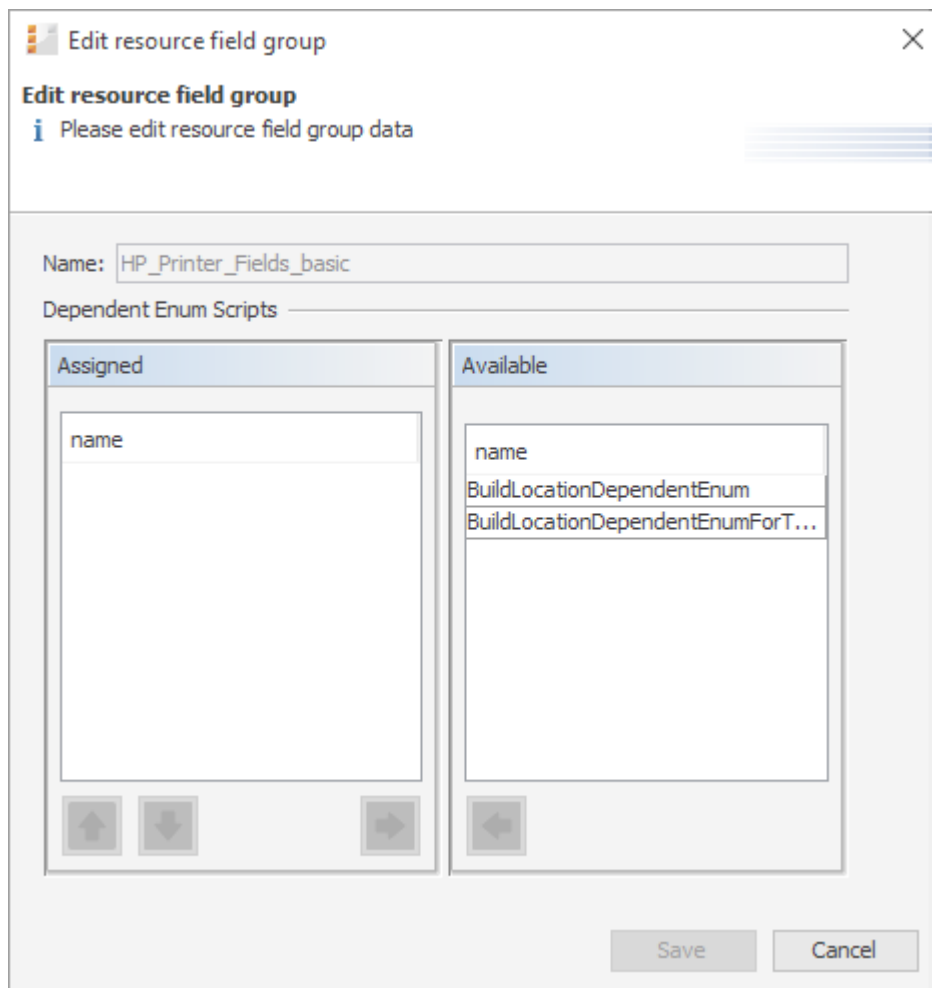 Edit resource field group
Edit resource field group
Please edit resource field group data
Name: HP_Printer_Fields_basic
Dependent Enum Scripts
Assigned
name
Available
name
BuildLocationDependentEnum
BuildLocationDependentEnumForT...
Save
Cancel